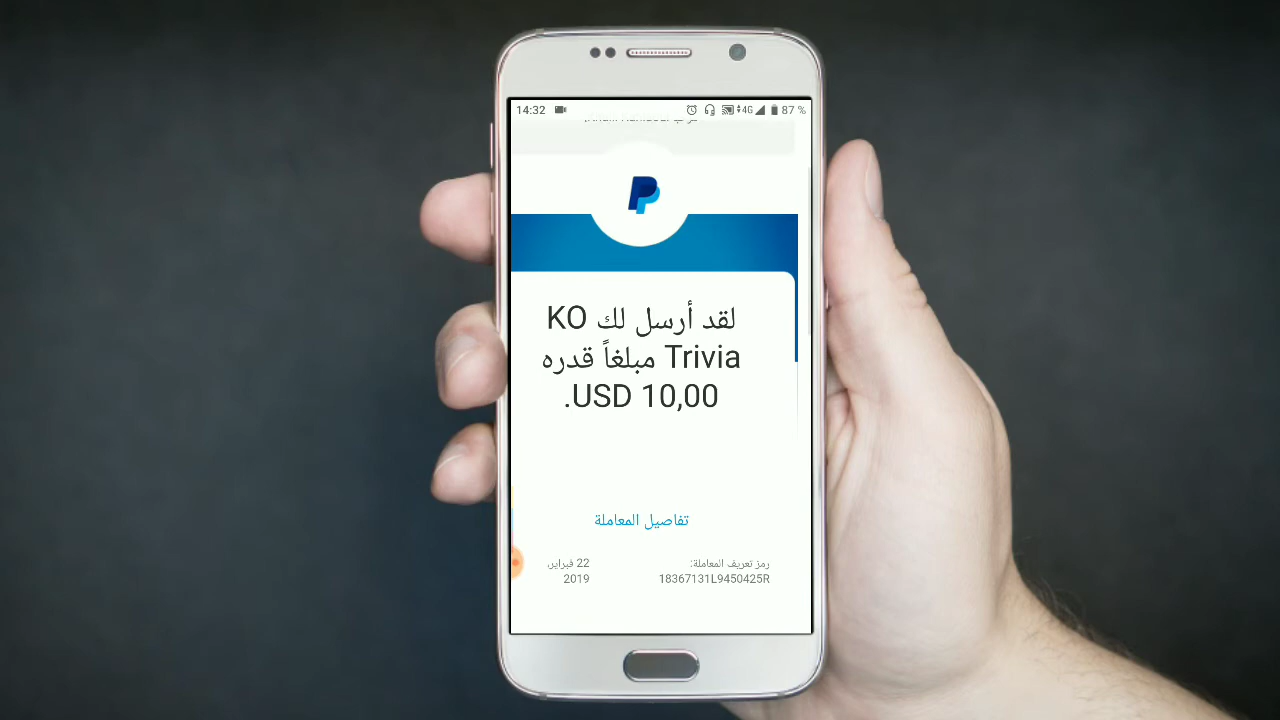 14:32
4G
87 %
لقد أرسل لك KO
Trivia مبلغاً قدره
USD 10,00.
تفاصيل المعاملة
رمز تعريف المعاملة:
18367131L9450425R
22 فبراير,
2019